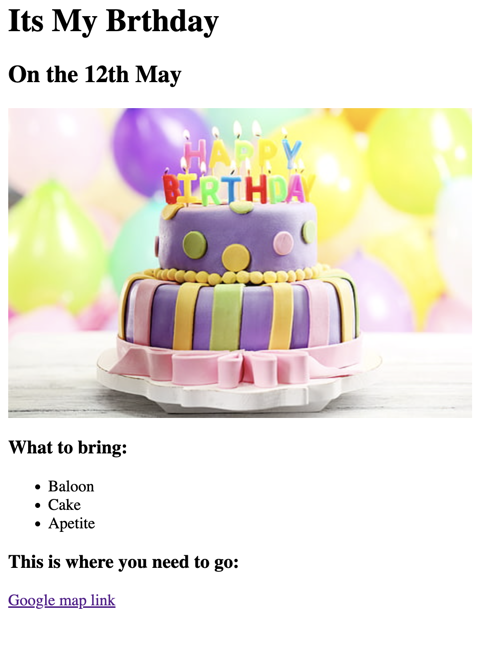 Its My Brthday
On the 12th May
HAPPY
BIRTHDAY
What to bring:
Baloon
Cake
Apetite
This is where you need to go:
Google map link